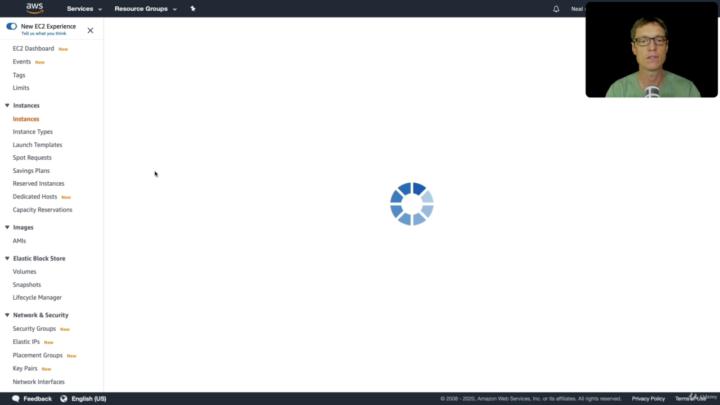 aws
Services
Resource Groups
Neal
New EC2 Experience
Tell us what you think
EC2 Dashboard New
Events New
Tags
Limits
Instances
Instances
Instance Types
Launch Templates
Spot Requests
Savings Plans
Reserved Instances
Dedicated Hosts New
Capacity Reservations
Images
AMIs
Elastic Block Store
Volumes
Snapshots
Lifecycle Manager
Network & Security
Security Groups New
Elastic IPs New
Placement Groups New
Key Pairs New
Network Interfaces
Feedback
English (US)
© 2008 - 2020, Amazon Web Services, Inc. or its affiliates. All rights reserved.
Privacy Policy
Terms of Use